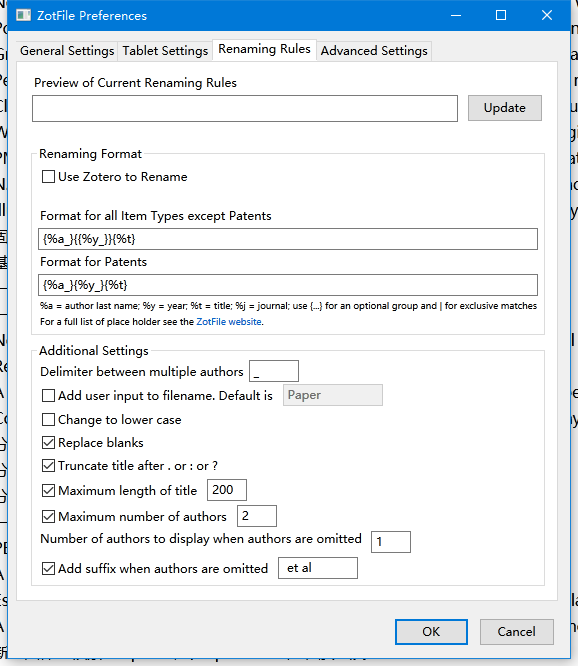 ZotFile Preferences
General Settings Tablet Settings Renaming Rules Advanced Settings
Preview of Current Renaming Rules
Update
Renaming Format
Use Zotero to Rename
Format for all Item Types except Patents
{%a_}{{%y_}}{%t}
Format for Patents
{%a_}{%y_}{%t}
%a = author last name; %y = year; %t = title; %j = journal; use {...} for an optional group and | for exclusive matches
For a full list of place holder see the ZotFile website.
Additional Settings
Delimiter between multiple authors _
Add user input to filename. Default is Paper
Change to lower case
Replace blanks
Truncate title after . or : or ?
Maximum length of title 200
Maximum number of authors 2
Number of authors to display when authors are omitted 1
Add suffix when authors are omitted et al
OK Cancel